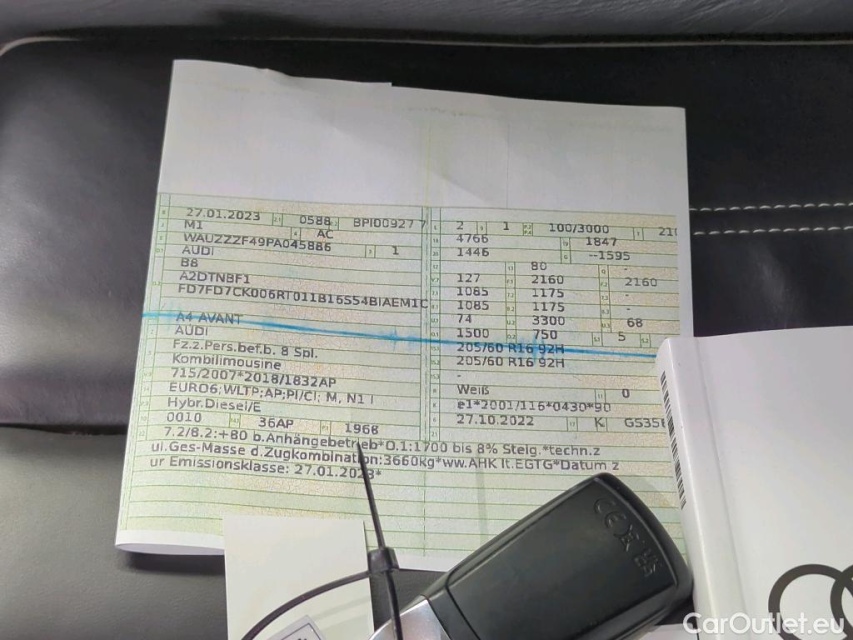 27.01.2023 0588 BPI00927 7
M1 AC
WAUZZZF49PA045886 1
AUDI
B8
A2DTNBF1
FD7FD7CK006RT011B16S54BIAEM1C
A4 AVANT
AUDI
Fz.z.Pers.bef.b. 8 Spl.
Kombilimousine
715/2007*2018/1832AP
EURO6;WLTP;AP;PI/CI; M, N1 I
Hybr.Diesel/E
0010 36AP 1968
2 1 100/3000 210
4766 1847
1446 --1595
80 -
127 2160 2160
1085 1175 -
1085 1175 -
74 3300 68
1500 750 5 -
205/60 R16 92H
205/60 R16 92H
-
Weiß 0
e1*2001/116*0430*90
27.10.2022 K GS35
7.2/8.2:+80 b.Anhängebetrieb*O.1:1700 bis 8% Steig.*techn.z
ul.Ges-Masse d.Zugkombination:3660kg*ww.AHK lt.EGTG*Datum z
ur Emissionsklasse: 27.01.2023*
CarOutlet.eu